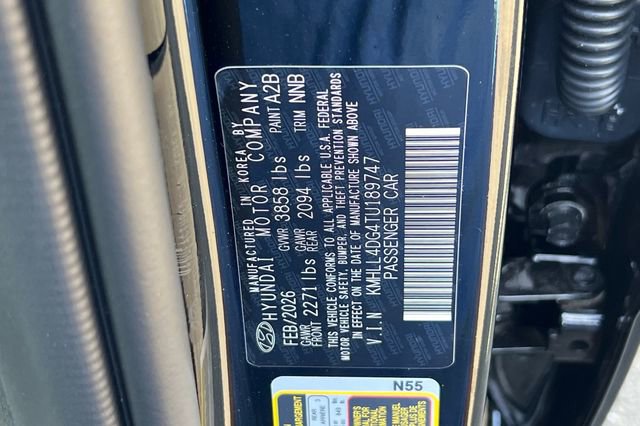 MANUFACTURED IN KOREA BY
HYUNDAI MOTOR COMPANY
FEB/2026 GVWR 3858 lbs PAINT A2B
GAWR FRONT 2271 lbs GAWR REAR 2094 lbs TRIM NNB
THIS VEHICLE CONFORMS TO ALL APPLICABLE U.S.A. FEDERAL
MOTOR VEHICLE SAFETY, BUMPER, AND THEFT PREVENTION STANDARDS
IN EFFECT ON THE DATE OF MANUFACTURE SHOWN ABOVE
V.I.N KMHLL4DG4TU189747
PASSENGER CAR
N55
REAR